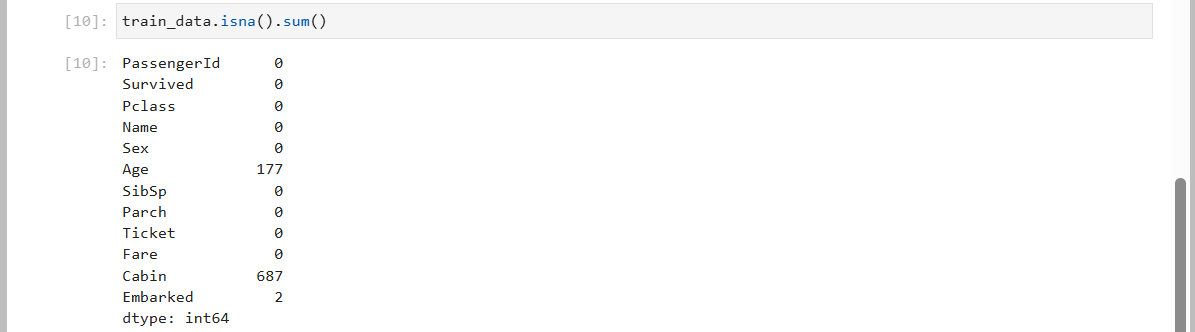 [10]: train_data.isna().sum()
[10]: PassengerId 0
Survived 0
Pclass 0
Name 0
Sex 0
Age 177
SibSp 0
Parch 0
Ticket 0
Fare 0
Cabin 687
Embarked 2
dtype: int64